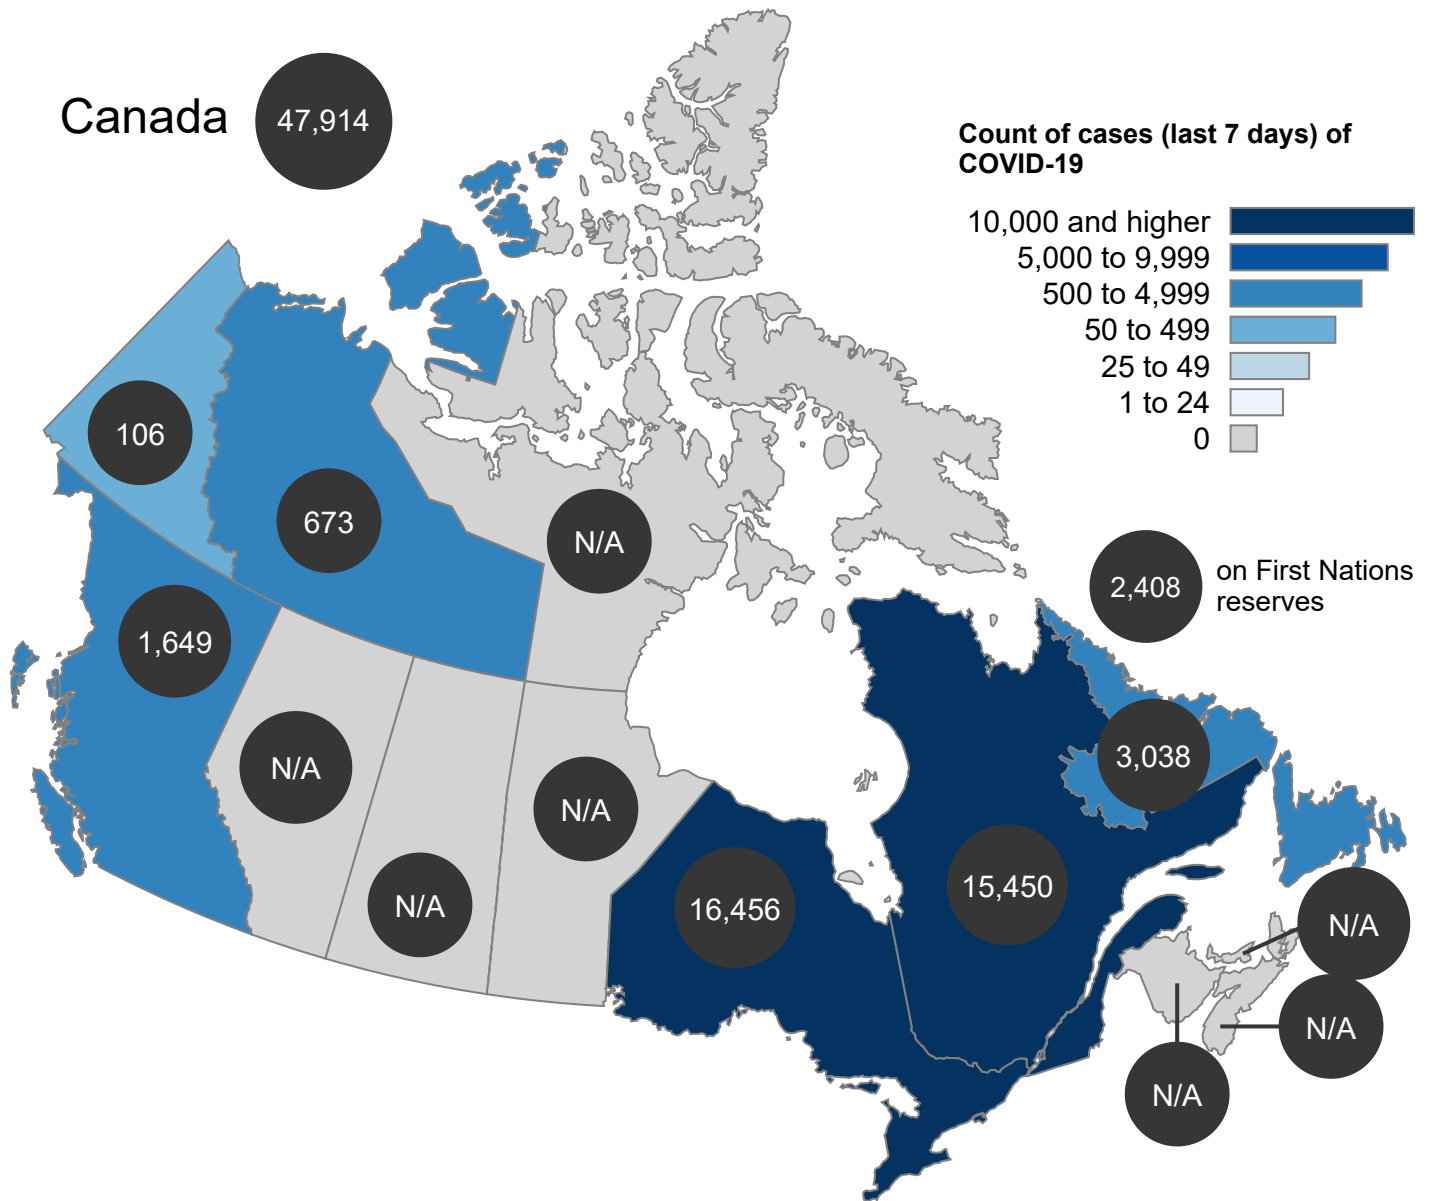 Canada
47,914
Count of cases (last 7 days) of
COVID-19
10,000 and higher
5,000 to 9,999
500 to 4,999
50 to 499
25 to 49
1 to 24
0
106
673
N/A
2,408
on First Nations
reserves
1,649
3,038
N/A
N/A
N/A
16,456
15,450
N/A
N/A
N/A